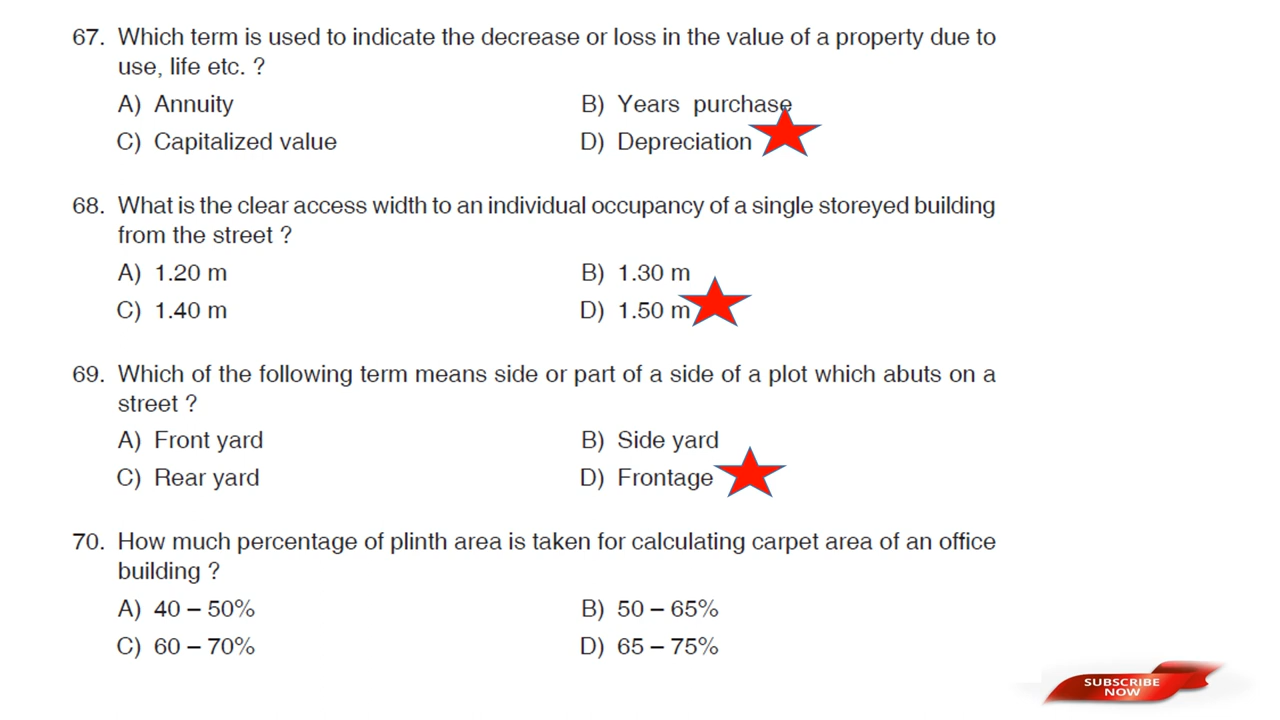 67. Which term is used to indicate the decrease or loss in the value of a property due to
use, life etc. ?
A) Annuity B) Years purchase
C) Capitalized value D) Depreciation
68. What is the clear access width to an individual occupancy of a single storeyed building
from the street ?
A) 1.20 m B) 1.30 m
C) 1.40 m D) 1.50 m
69. Which of the following term means side or part of a side of a plot which abuts on a
street ?
A) Front yard B) Side yard
C) Rear yard D) Frontage
70. How much percentage of plinth area is taken for calculating carpet area of an office
building ?
A) 40 – 50% B) 50 – 65%
C) 60 – 70% D) 65 – 75%
SUBSCRIBE
NOW